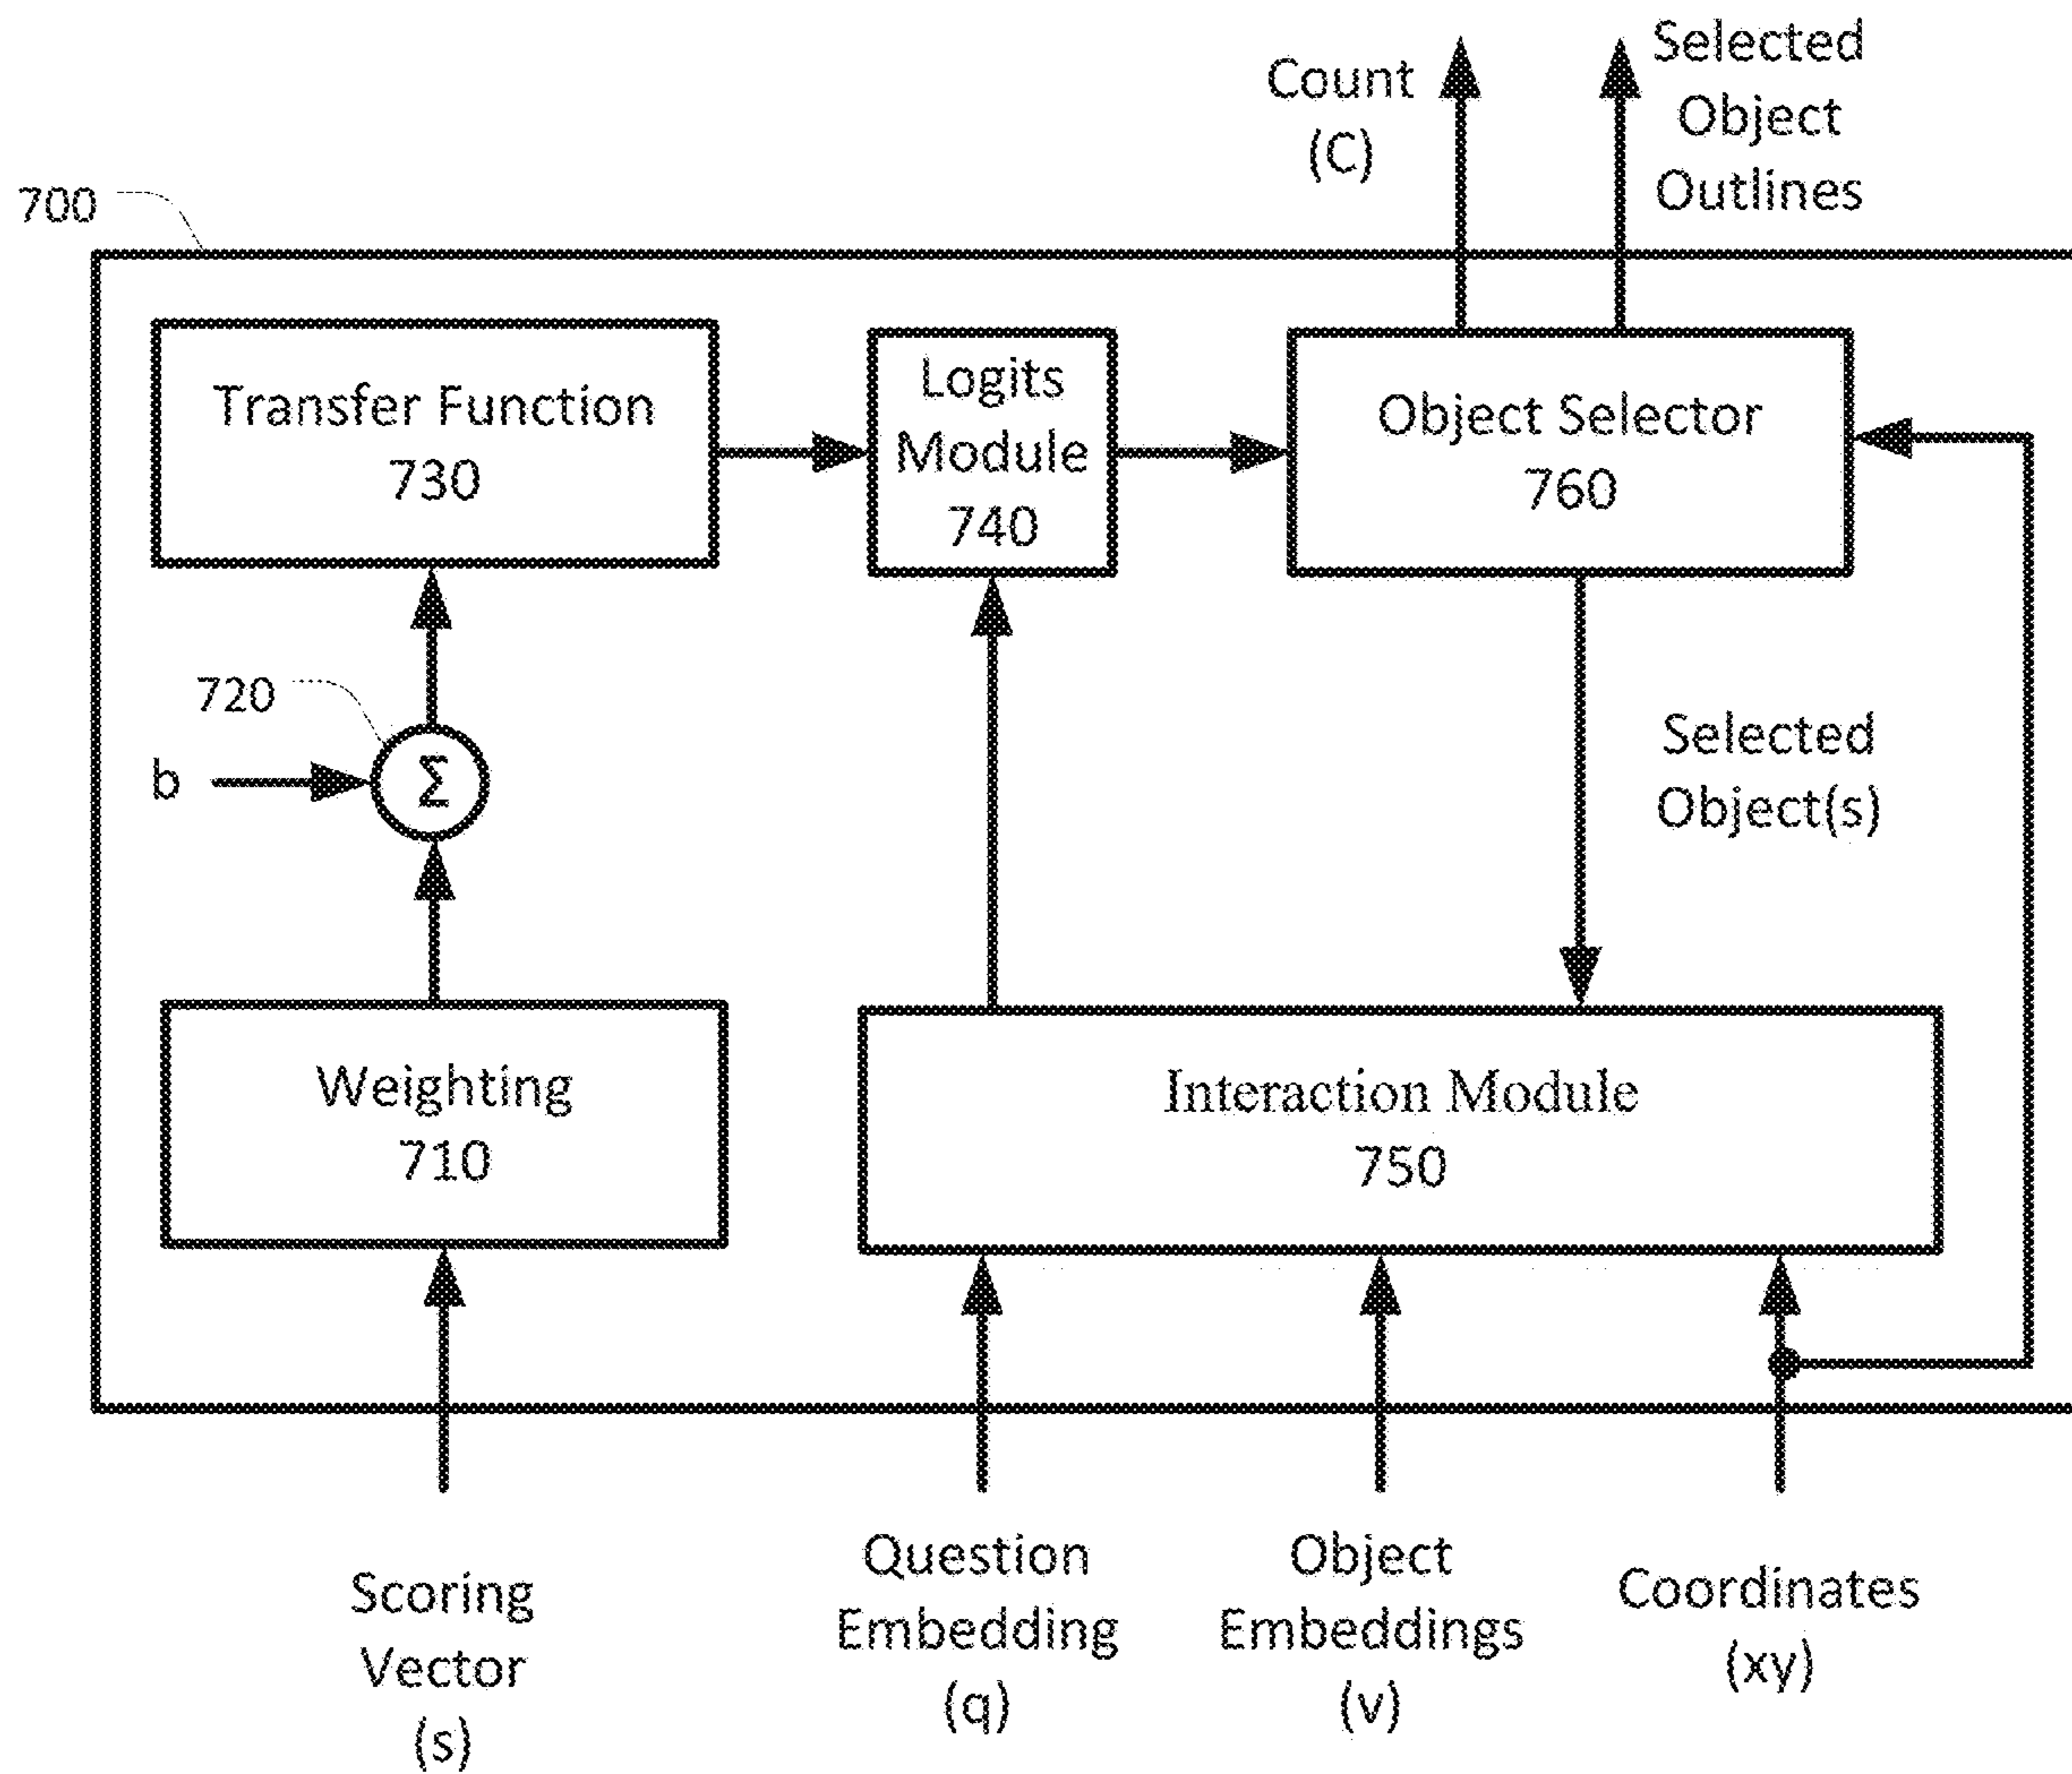 Count
(C)
Selected
Object
Outlines
700
Transfer Function
730
Logits
Module
740
Object Selector
760
720
b
Σ
Selected
Object(s)
Weighting
710
Interaction Module
750
Scoring
Vector
(s)
Question
Embedding
(q)
Object
Embeddings
(v)
Coordinates
(xy)